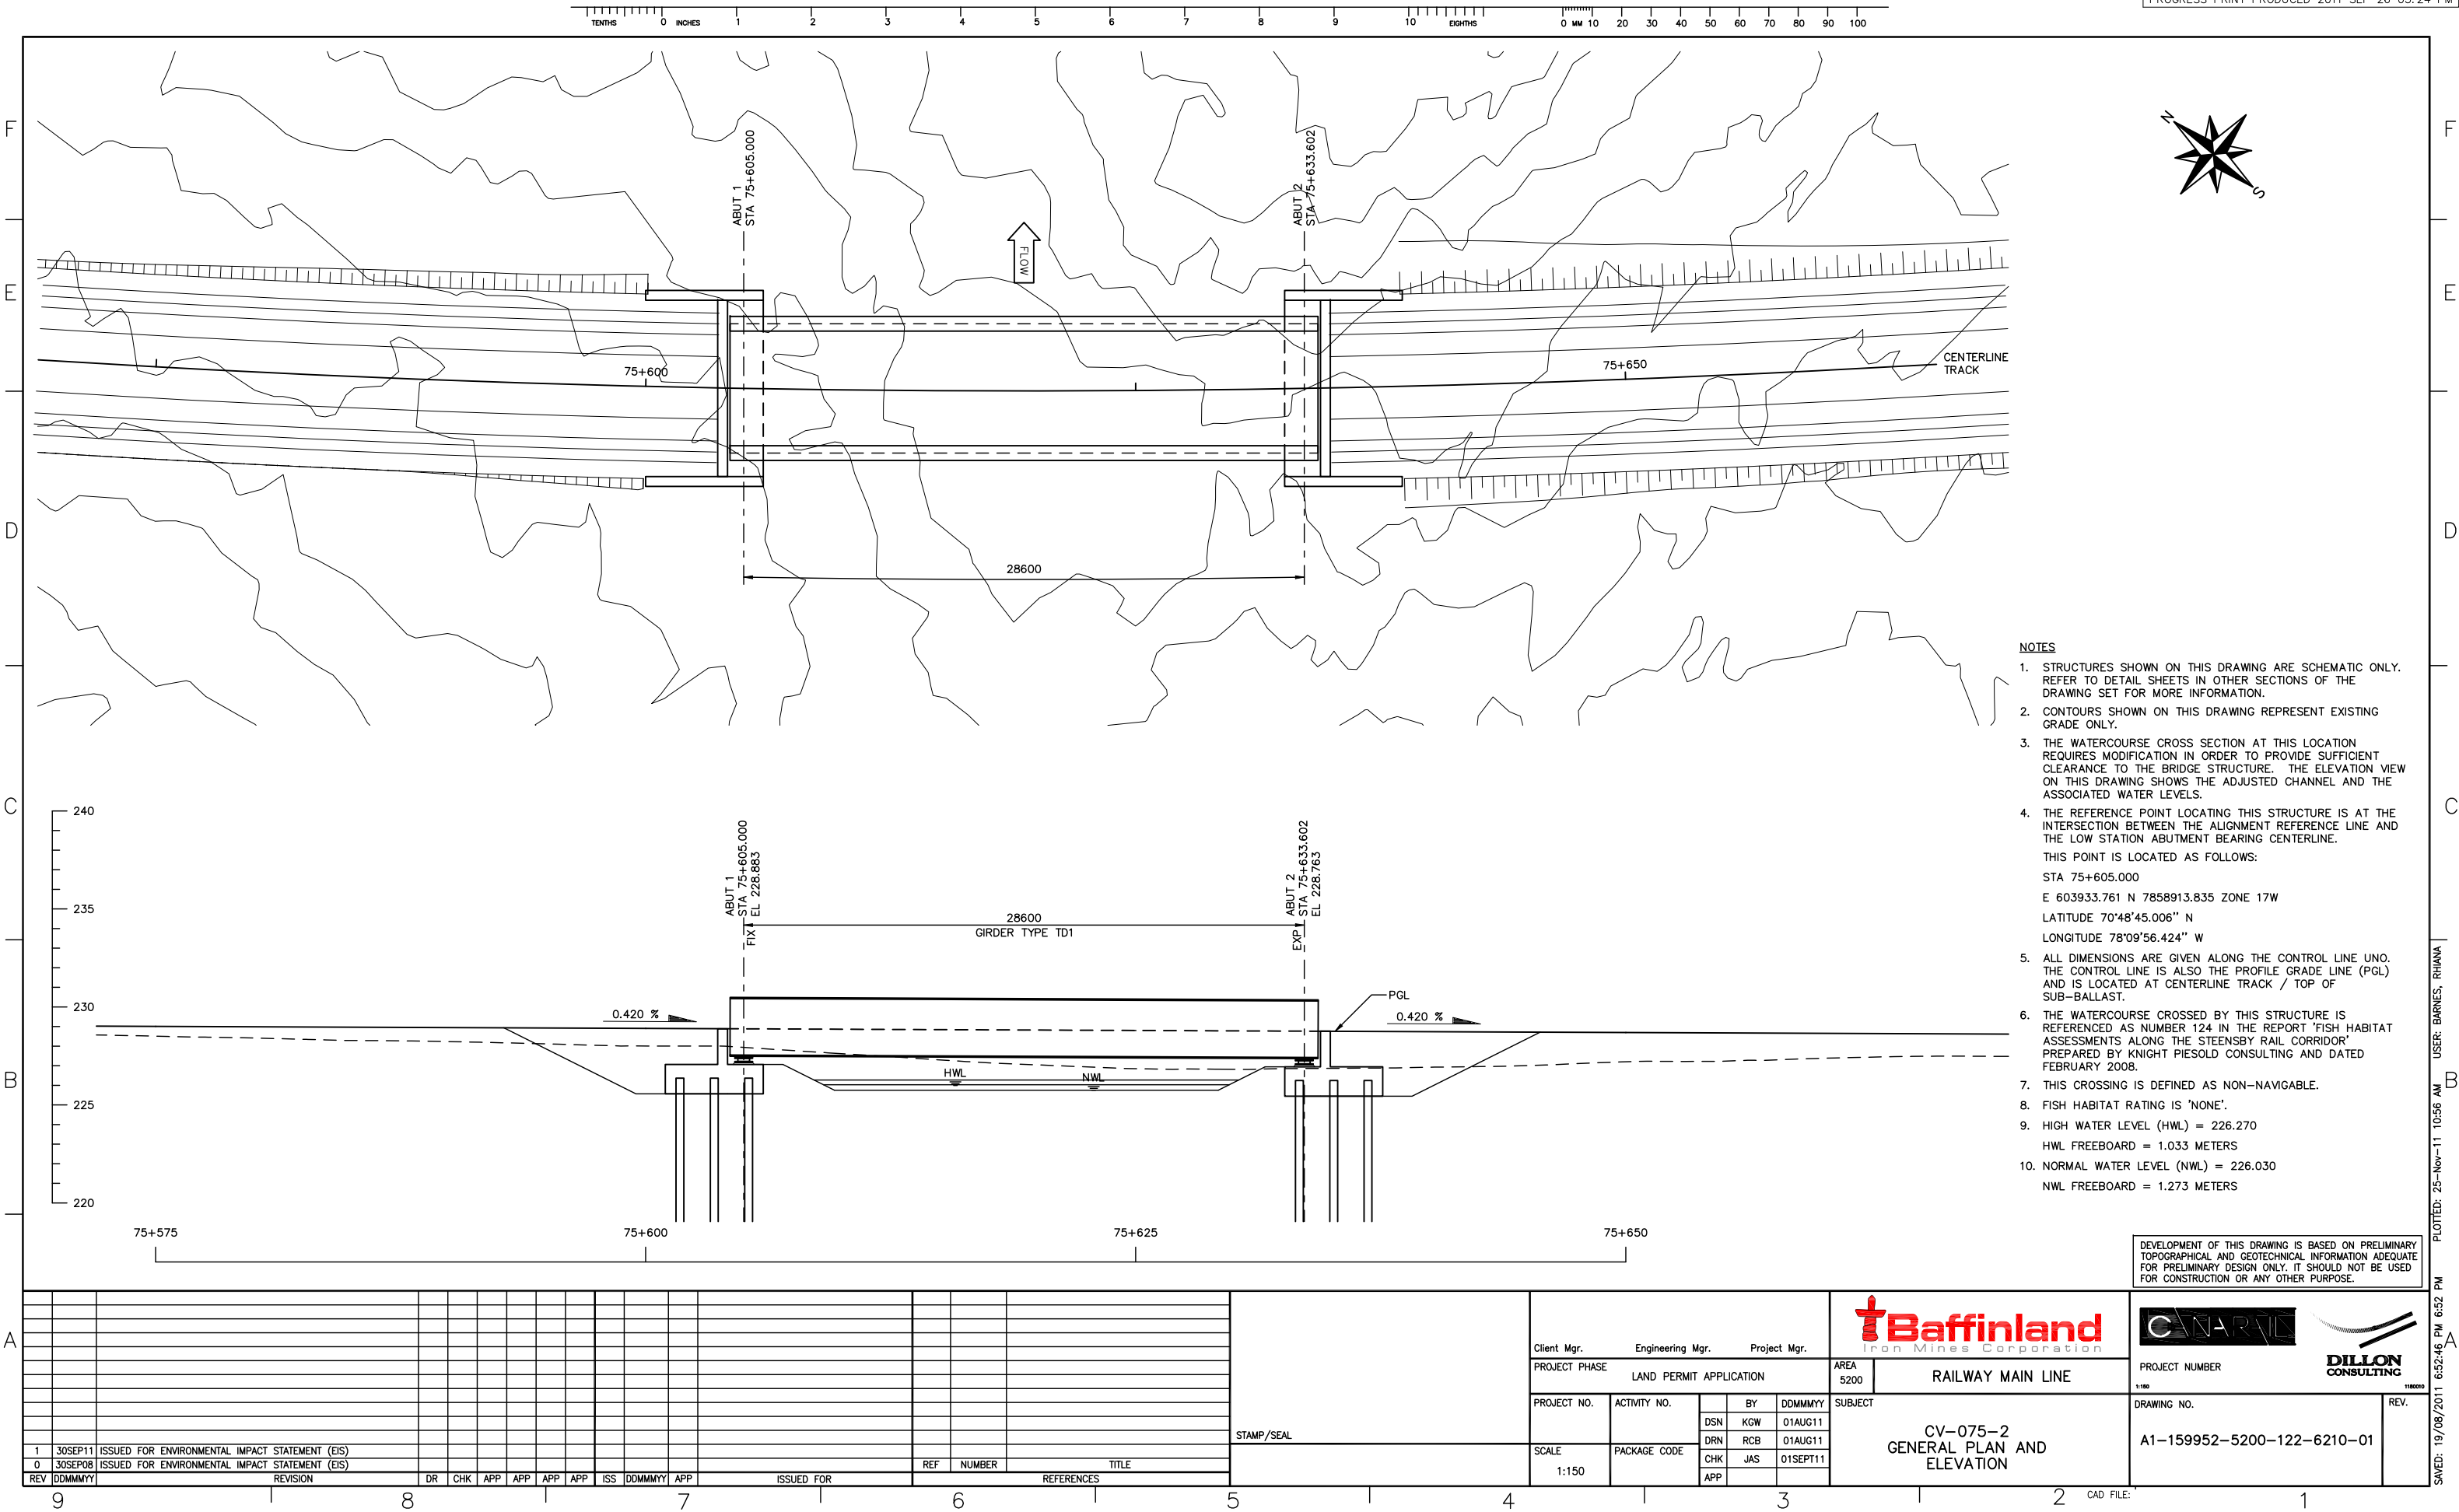 PROGRESS PRINT PRODUCED 2011 SEP 26 03:24 PM
TENTHS 0 INCHES 1 2 3 4 5 6 7 8 9 10 EIGHTHS
0 MM 10 20 30 40 50 60 70 80 90 100
F
F
E
E
D
D
C
C
B
B
A
A
N
S
ABUT 1
STA 75+605.000
ABUT 2
STA 75+633.602
FLOW
75+600
75+650
CENTERLINE
TRACK
28600
NOTES
1. STRUCTURES SHOWN ON THIS DRAWING ARE SCHEMATIC ONLY.
REFER TO DETAIL SHEETS IN OTHER SECTIONS OF THE
DRAWING SET FOR MORE INFORMATION.
2. CONTOURS SHOWN ON THIS DRAWING REPRESENT EXISTING
GRADE ONLY.
3. THE WATERCOURSE CROSS SECTION AT THIS LOCATION
REQUIRES MODIFICATION IN ORDER TO PROVIDE SUFFICIENT
CLEARANCE TO THE BRIDGE STRUCTURE. THE ELEVATION VIEW
ON THIS DRAWING SHOWS THE ADJUSTED CHANNEL AND THE
ASSOCIATED WATER LEVELS.
4. THE REFERENCE POINT LOCATING THIS STRUCTURE IS AT THE
INTERSECTION BETWEEN THE ALIGNMENT REFERENCE LINE AND
THE LOW STATION ABUTMENT BEARING CENTERLINE.
THIS POINT IS LOCATED AS FOLLOWS:
STA 75+605.000
E 603933.761 N 7858913.835 ZONE 17W
LATITUDE 70°48'45.006'' N
LONGITUDE 78°09'56.424'' W
5. ALL DIMENSIONS ARE GIVEN ALONG THE CONTROL LINE UNO.
THE CONTROL LINE IS ALSO THE PROFILE GRADE LINE (PGL)
AND IS LOCATED AT CENTERLINE TRACK / TOP OF
SUB-BALLAST.
6. THE WATERCOURSE CROSSED BY THIS STRUCTURE IS
REFERENCED AS NUMBER 124 IN THE REPORT 'FISH HABITAT
ASSESSMENTS ALONG THE STEENSBY RAIL CORRIDOR'
PREPARED BY KNIGHT PIESOLD CONSULTING AND DATED
FEBRUARY 2008.
7. THIS CROSSING IS DEFINED AS NON-NAVIGABLE.
8. FISH HABITAT RATING IS 'NONE'.
9. HIGH WATER LEVEL (HWL) = 226.270
HWL FREEBOARD = 1.033 METERS
10. NORMAL WATER LEVEL (NWL) = 226.030
NWL FREEBOARD = 1.273 METERS
240
235
230
225
220
ABUT 1
STA 75+605.000
EL 228.883
FIX
ABUT 2
STA 75+633.602
EL 228.763
EXP
28600
GIRDER TYPE TD1
0.420 %
0.420 %
PGL
HWL
NWL
75+575
75+600
75+625
75+650
DEVELOPMENT OF THIS DRAWING IS BASED ON PRELIMINARY
TOPOGRAPHICAL AND GEOTECHNICAL INFORMATION ADEQUATE
FOR PRELIMINARY DESIGN ONLY. IT SHOULD NOT BE USED
FOR CONSTRUCTION OR ANY OTHER PURPOSE.
1 30SEP11 ISSUED FOR ENVIRONMENTAL IMPACT STATEMENT (EIS)
0 30SEP08 ISSUED FOR ENVIRONMENTAL IMPACT STATEMENT (EIS)
REV DDMMMYY REVISION DR CHK APP APP APP APP ISS DDMMMYY APP ISSUED FOR
REF NUMBER TITLE
REFERENCES
STAMP/SEAL
Client Mgr. Engineering Mgr. Project Mgr.
PROJECT PHASE
LAND PERMIT APPLICATION
PROJECT NO. ACTIVITY NO.
BY DDMMMYY
DSN KGW 01AUG11
DRN RCB 01AUG11
CHK JAS 01SEPT11
APP
SCALE
1:150
PACKAGE CODE
Baffinland
Iron Mines Corporation
AREA
5200
RAILWAY MAIN LINE
SUBJECT
CV-075-2
GENERAL PLAN AND
ELEVATION
CANARAIL
DILLON
CONSULTING
PROJECT NUMBER
1:150
1180010
DRAWING NO.
A1-159952-5200-122-6210-01
REV.
9 8 7 6 5 4 3 2 1
CAD FILE:
SAVED: 19/08/2011 6:52:46 PM 6:52 PM
PLOTTED: 25-Nov-11 10:56 AM
USER: BARNES, RHIANA